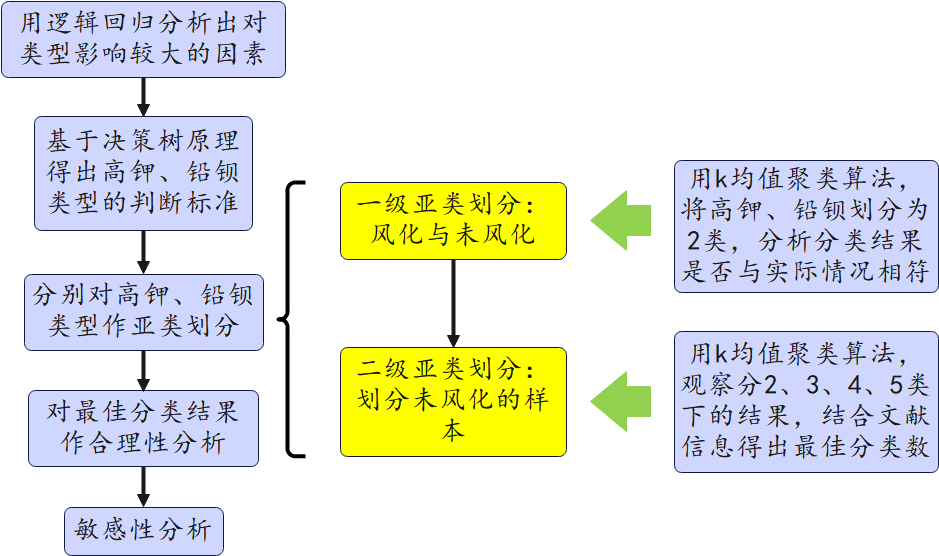 用逻辑回归分析出对
类型影响较大的因素
基于决策树原理
得出高钾、铅钡
类型的判断标准
分别对高钾、铅钡
类型作亚类划分
对最佳分类结果
作合理性分析
敏感性分析
一级亚类划分：
风化与未风化
二级亚类划分：
划分未风化的样
本
用k均值聚类算法，
将高钾、铅钡划分为
2类，分析分类结果
是否与实际情况相符
用k均值聚类算法，
观察分2、3、4、5类
下的结果，结合文献
信息得出最佳分类数